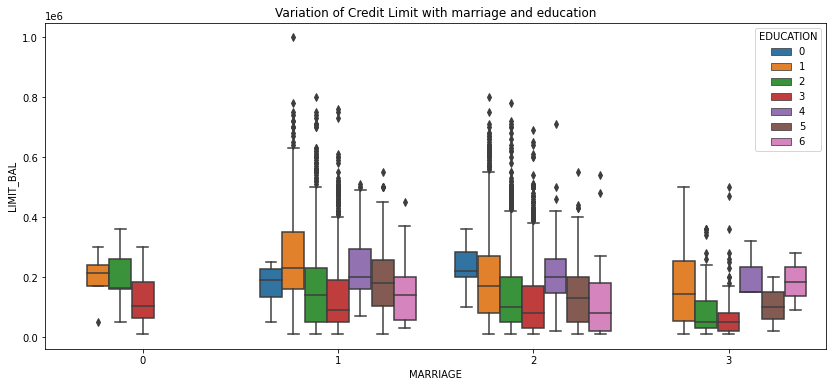 Variation of Credit Limit with marriage and education
1e6
1.0
0.8
0.6
0.4
0.2
0.0
LIMIT_BAL
0 1 2 3
MARRIAGE
EDUCATION
0
1
2
3
4
5
6